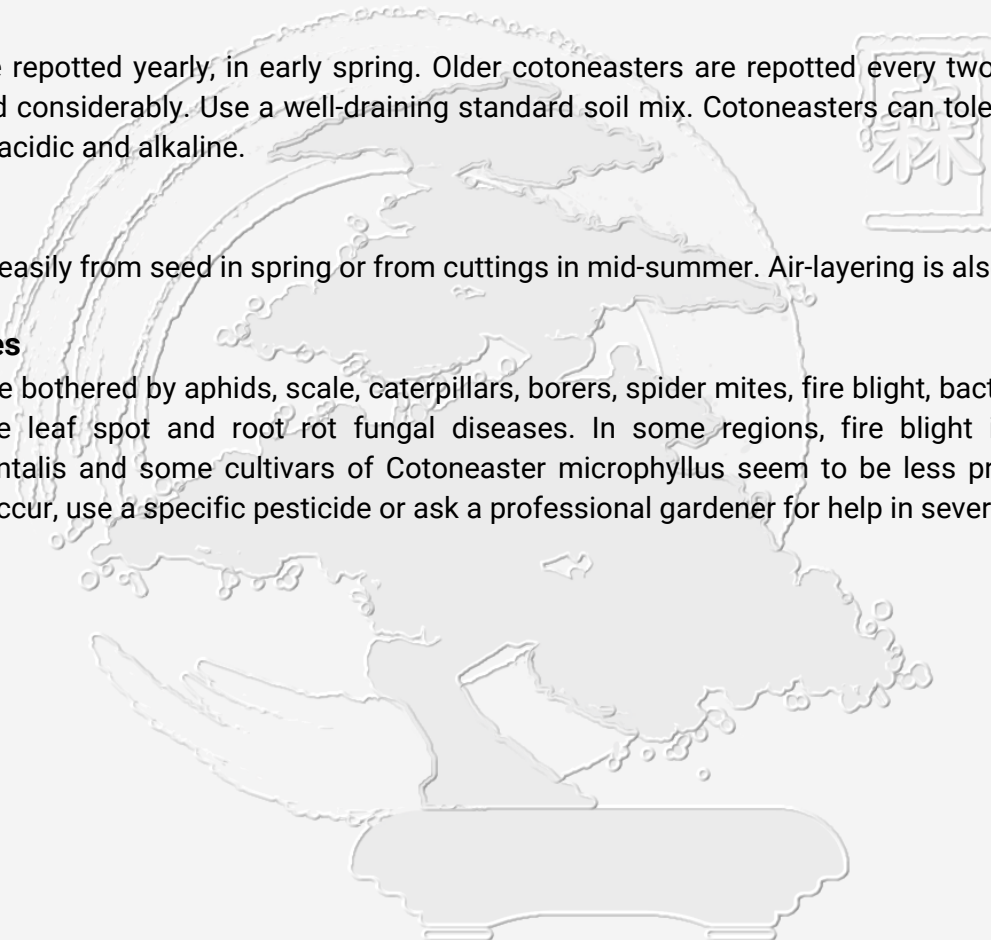 repotted yearly, in early spring. Older cotoneasters are repotted every two
considerably. Use a well-draining standard soil mix. Cotoneasters can tole
acidic and alkaline.
easily from seed in spring or from cuttings in mid-summer. Air-layering is als
es
e bothered by aphids, scale, caterpillars, borers, spider mites, fire blight, bact
e leaf spot and root rot fungal diseases. In some regions, fire blight
ntalis and some cultivars of Cotoneaster microphyllus seem to be less pr
ccur, use a specific pesticide or ask a professional gardener for help in sever